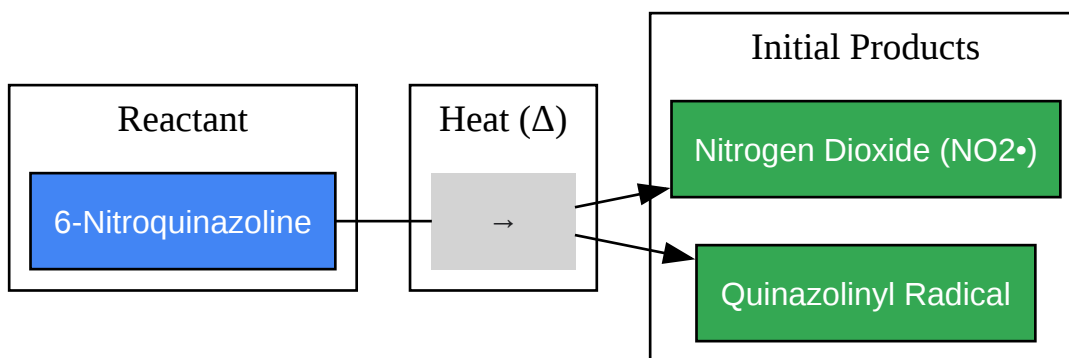 Reactant
6-Nitroquinazoline
Heat (Δ)
→
Initial Products
Nitrogen Dioxide (NO2•)
Quinazolinyl Radical